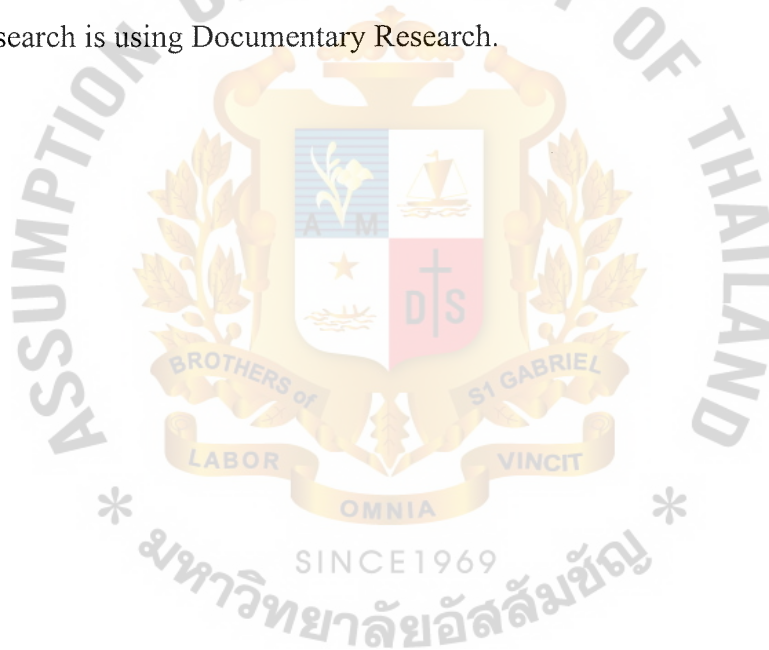 search is using Documentary Research.
ASSUMPTION
OF THAILAND
A M
D S
BROTHERS of
S1 GABRIEL
LABOR
VINCIT
OMNIA
* *
SINCE1969
มหาวิทยาลัยอัสสัมชัญ